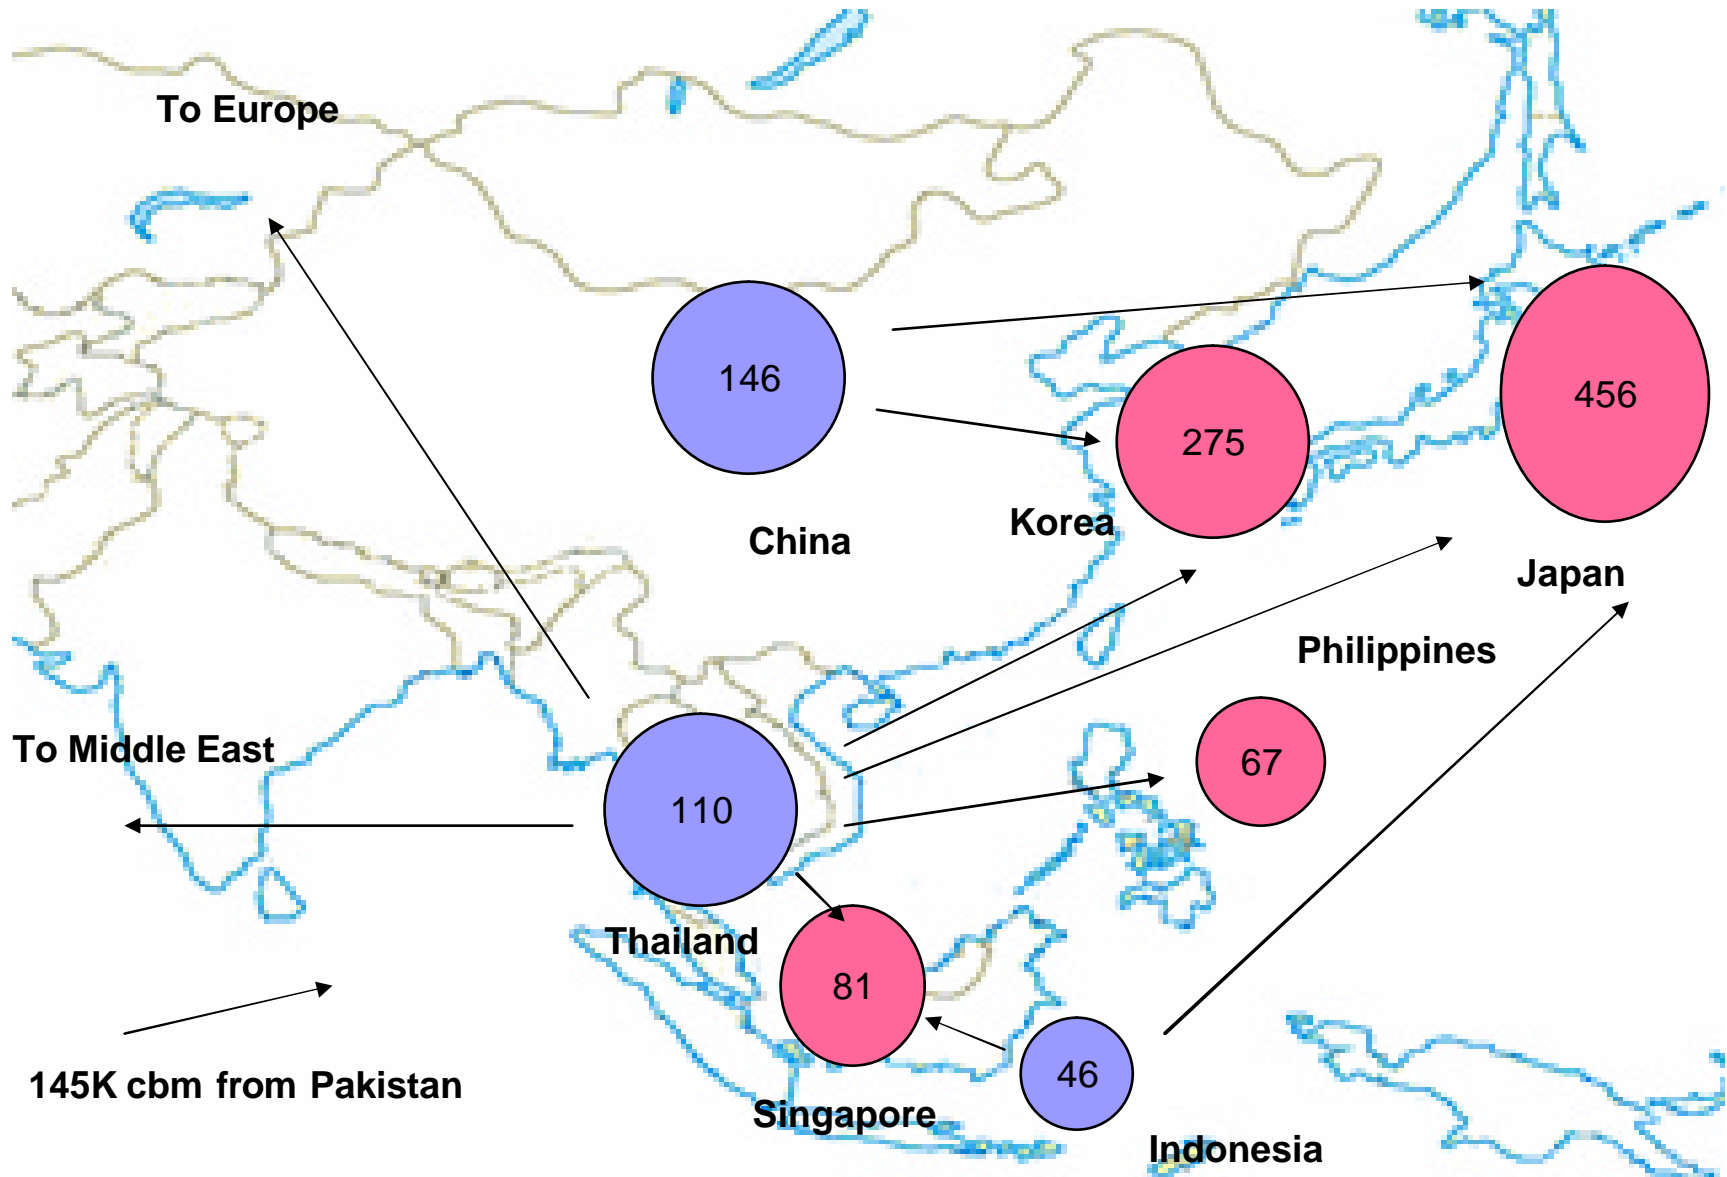 To Europe
146
456
275
Korea
China
Japan
Philippines
To Middle East
67
110
Thailand
81
46
145K cbm from Pakistan
Singapore
Indonesia